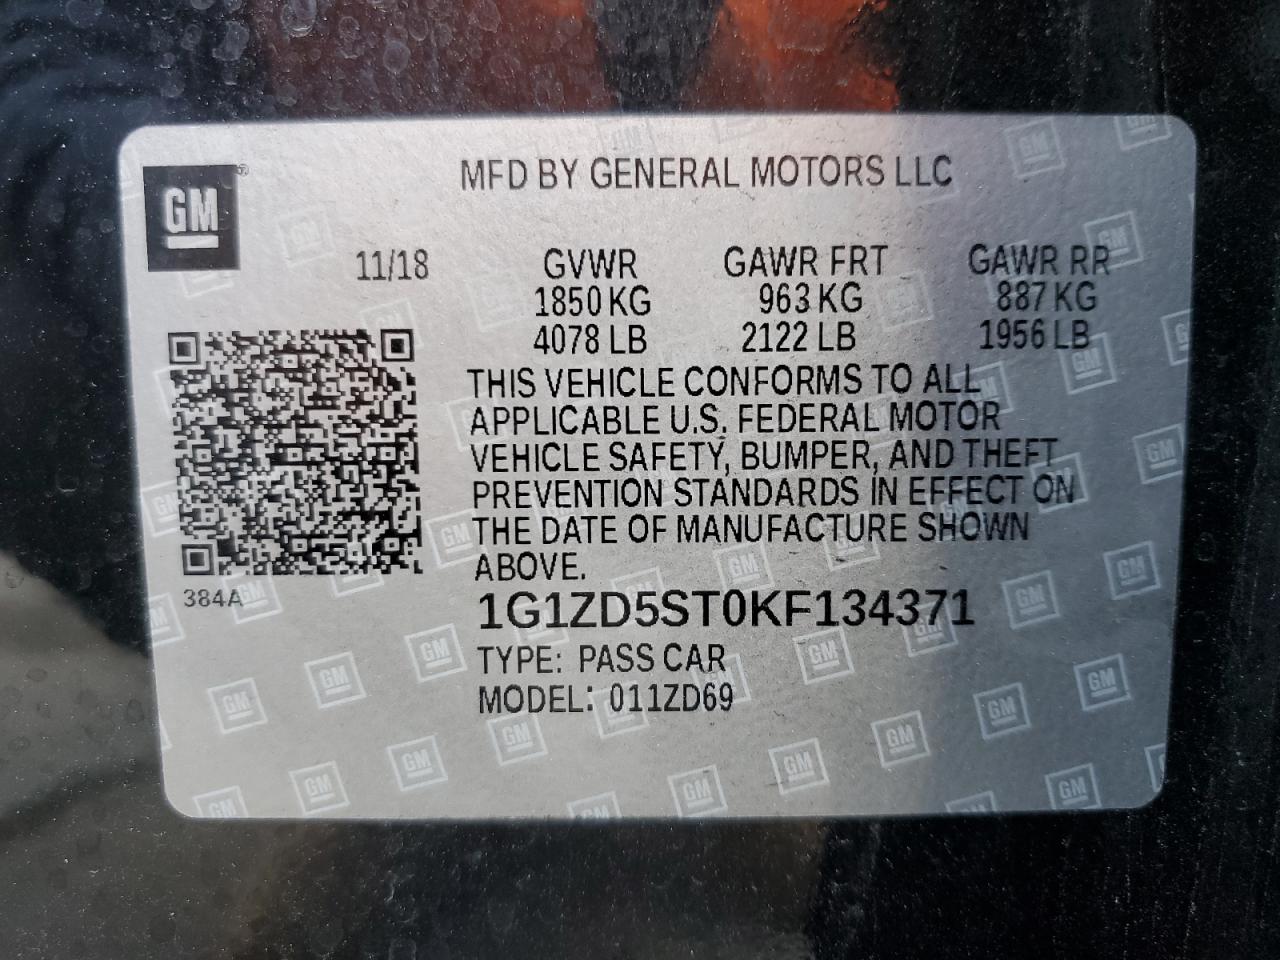 GM®
MFD BY GENERAL MOTORS LLC
11/18 GVWR GAWR FRT GAWR RR
1850 KG 963 KG 887 KG
4078 LB 2122 LB 1956 LB
THIS VEHICLE CONFORMS TO ALL
APPLICABLE U.S. FEDERAL MOTOR
VEHICLE SAFETY, BUMPER, AND THEFT
PREVENTION STANDARDS IN EFFECT ON
THE DATE OF MANUFACTURE SHOWN
ABOVE.
384A
1G1ZD5ST0KF134371
TYPE: PASS CAR
MODEL: 011ZD69